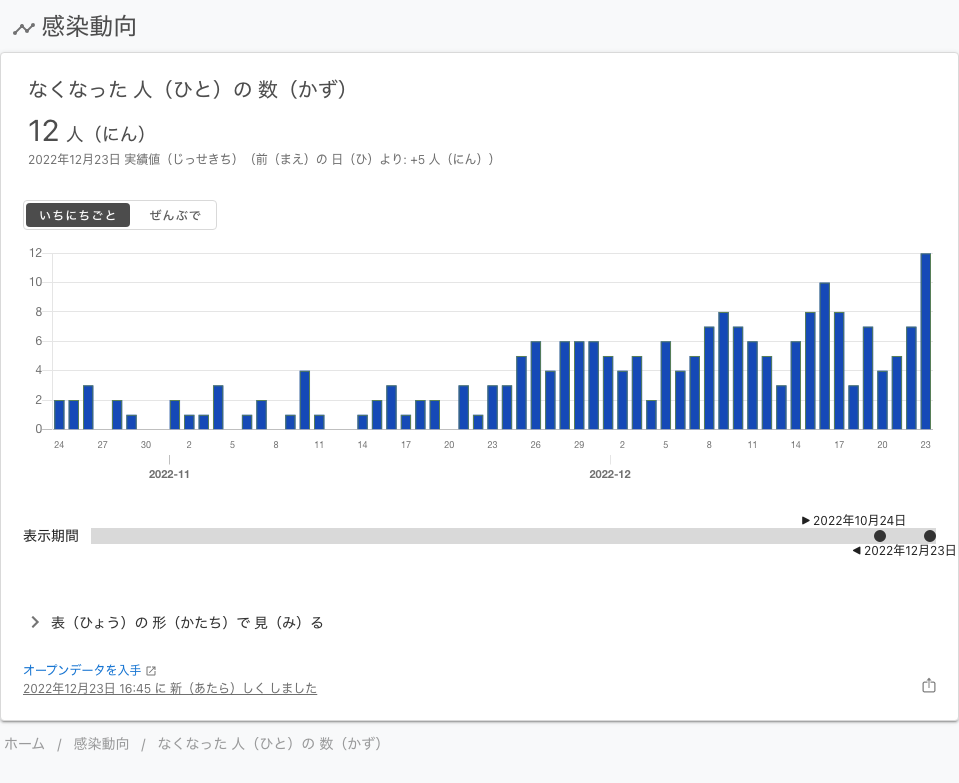 感染動向
なくなった 人（ひと）の 数（かず）
12 人（にん）
2022年12月23日 実績値（じっせきち）（前（まえ）の 日（ひ）より: +5 人（にん））
いちにちごと ぜんぶで
12
10
8
6
4
2
0
24 27 30 2 5 8 11 14 17 20 23 26 29 2 5 8 11 14 17 20 23
2022-11 2022-12
2022年10月24日
表示期間
2022年12月23日
表（ひょう）の 形（かたち）で 見（み）る
オープンデータを入手
2022年12月23日 16:45 に 新（あたら）しく しました
ホーム / 感染動向 / なくなった 人（ひと）の 数（かず）